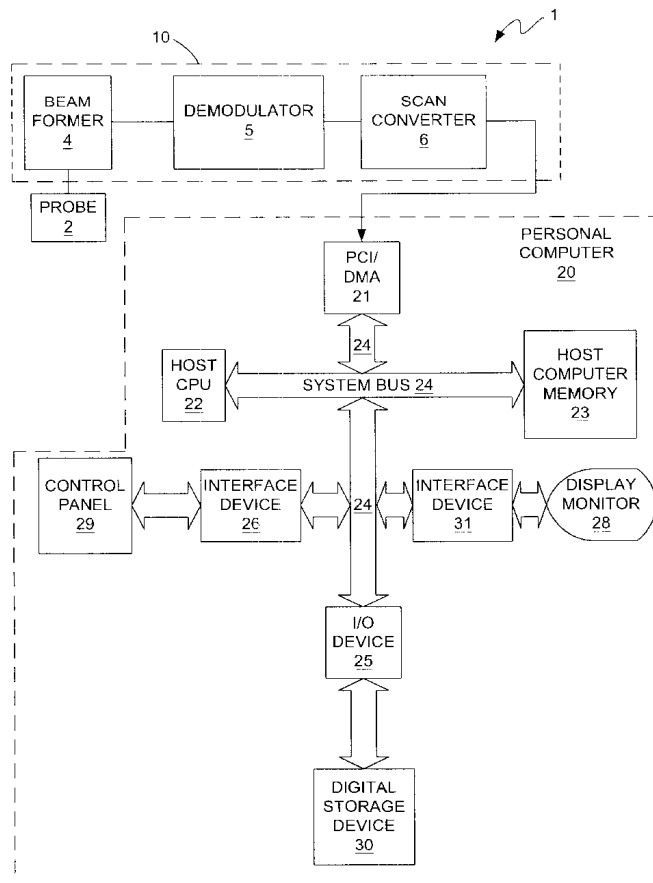 1
10
BEAM
FORMER
4
DEMODULATOR
5
SCAN
CONVERTER
6
PROBE
2
PERSONAL
COMPUTER
20
PCI/
DMA
21
24
HOST
CPU
22
SYSTEM BUS 24
HOST
COMPUTER
MEMORY
23
CONTROL
PANEL
29
INTERFACE
DEVICE
26
24
INTERFACE
DEVICE
31
DISPLAY
MONITOR
28
I/O
DEVICE
25
DIGITAL
STORAGE
DEVICE
30